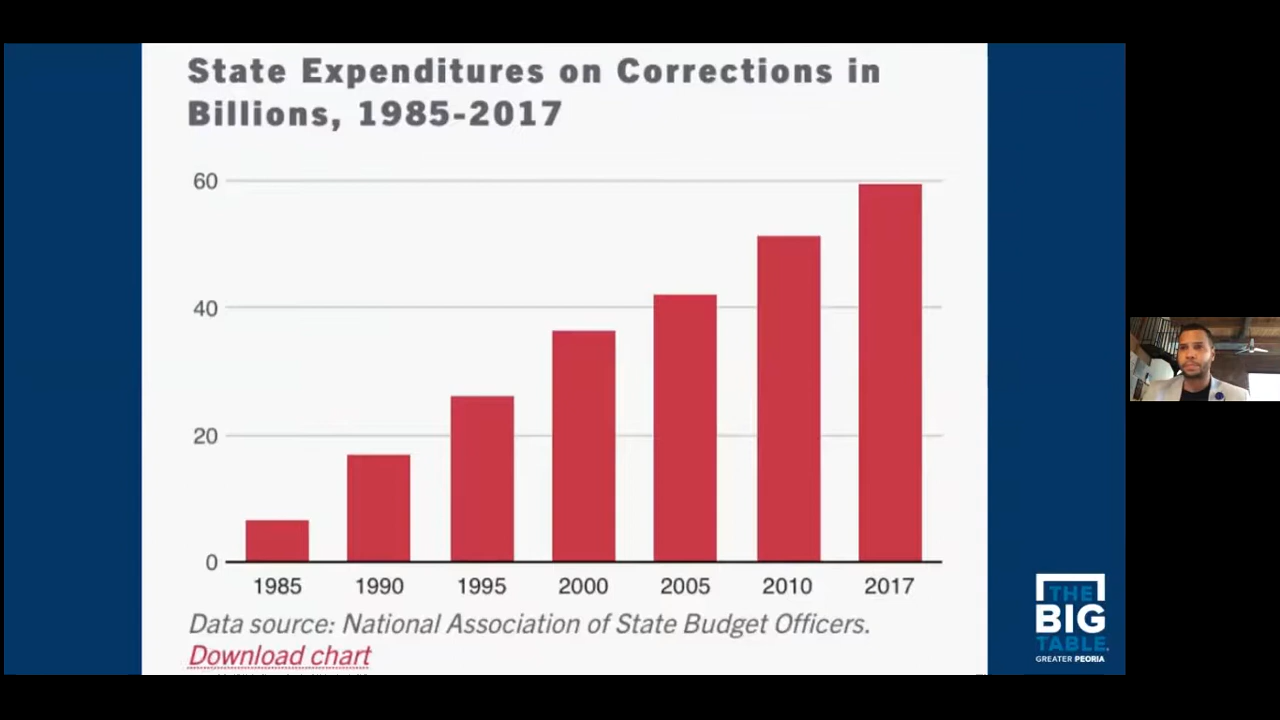 State Expenditures on Corrections in
Billions, 1985-2017
60
40
20
0
1985 1990 1995 2000 2005 2010 2017
Data source: National Association of State Budget Officers.
Download chart
THE
BIG
TABLE.
GREATER PEORIA